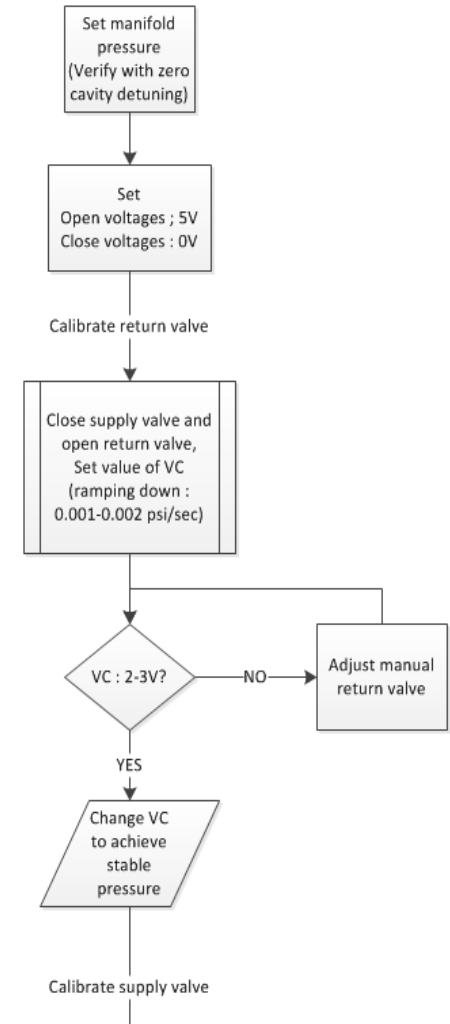 Set manifold
pressure
(Verify with zero
cavity detuning)
Set
Open voltages ; 5V
Close voltages : 0V
Calibrate return valve
Close supply valve and
open return valve,
Set value of VC
(ramping down :
0.001-0.002 psi/sec)
VC : 2-3V?
NO
Adjust manual
return valve
YES
Change VC
to achieve
stable
pressure
Calibrate supply valve